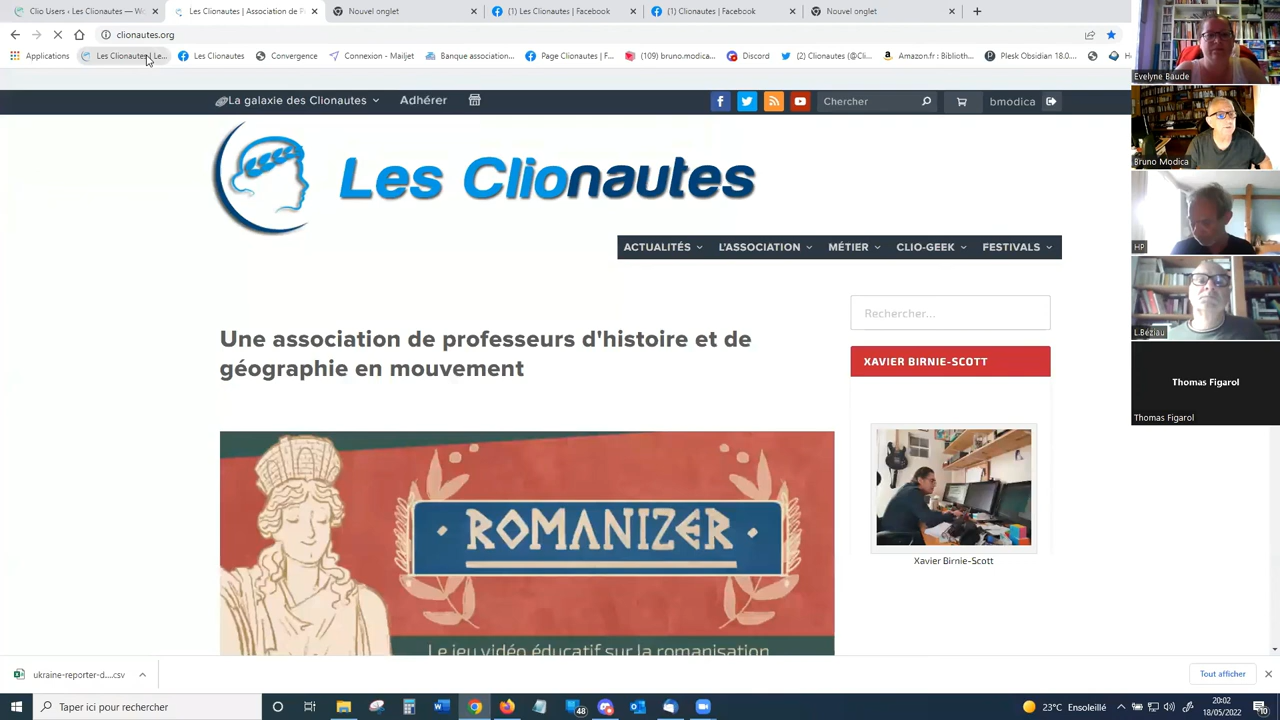 Clio Users ‹ Les Clionautes — Wo
Les Clionautes | Association de P
Nouvel onglet
(1) Les Clionautes | Facebook
(1) Clionautes | Facebook
Nouvel onglet
clionautes.org
Applications
Les Clionautes | Le...
Les Clionautes
Convergence
Connexion - Mailjet
Banque association...
Page Clionautes | F...
(109) bruno.modica...
Discord
(2) Clionautes (@Cli...
Amazon.fr : Biblioth...
Plesk Obsidian 18.0....
La galaxie des Clionautes
Adhérer
Chercher
bmodica
Les Clionautes
ACTUALITÉS
L'ASSOCIATION
MÉTIER
CLIO-GEEK
FESTIVALS
Une association de professeurs d'histoire et de
géographie en mouvement
Rechercher...
XAVIER BIRNIE-SCOTT
Xavier Birnie-Scott
· ROMANIZER ·
Le jeu vidéo éducatif sur la romanisation
Evelyne Baude
Bruno Modica
HP
L.Béziau
Thomas Figarol
Thomas Figarol
ukraine-reporter-d....csv
Tout afficher
Taper ici pour rechercher
48
23°C Ensoleillé
20:02
18/05/2022
10